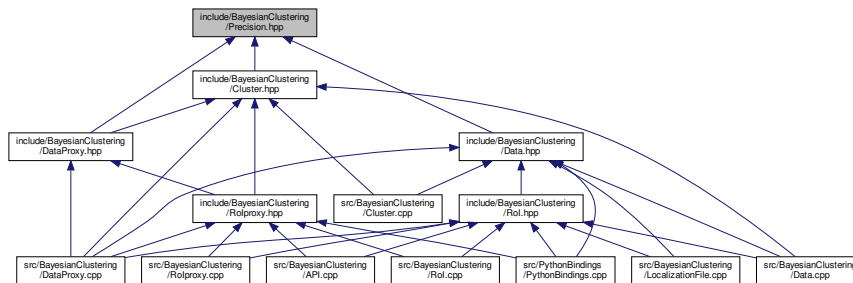 include/BayesianClustering
/Precision.hpp
include/BayesianClustering
/Cluster.hpp
include/BayesianClustering
/DataProxy.hpp
include/BayesianClustering
/Data.hpp
include/BayesianClustering
/RoIproxy.hpp
src/BayesianClustering
/Cluster.cpp
include/BayesianClustering
/RoI.hpp
src/BayesianClustering
/DataProxy.cpp
src/BayesianClustering
/RoIproxy.cpp
src/BayesianClustering
/API.cpp
src/BayesianClustering
/RoI.cpp
src/PythonBindings
/PythonBindings.cpp
src/BayesianClustering
/LocalizationFile.cpp
src/BayesianClustering
/Data.cpp